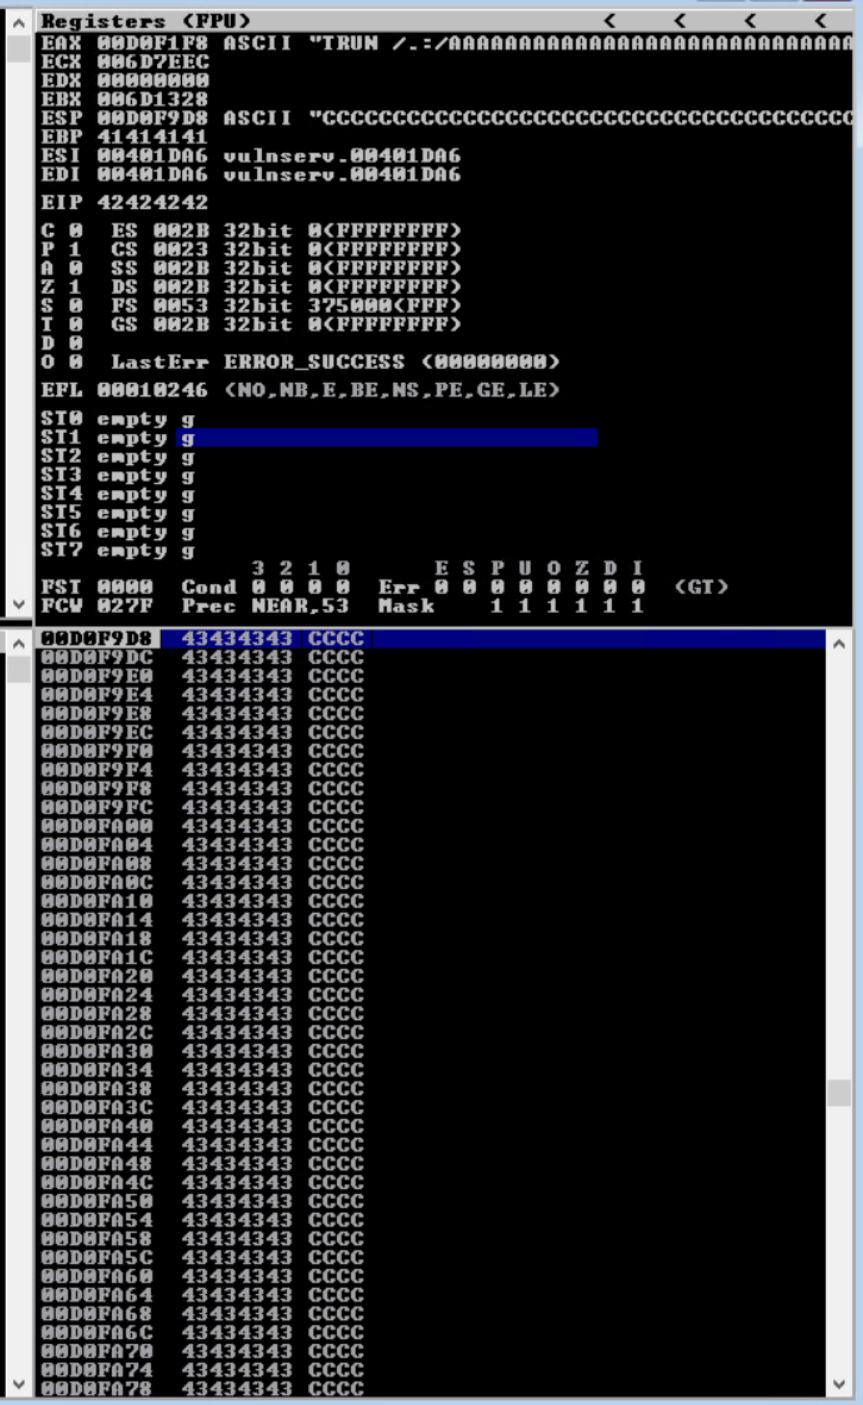 Registers (FPU) < < < <
EAX 00D0F1F8 ASCII "TRUN /.:/AAAAAAAAAAAAAAAAAAAAAAAAAAAAA
ECX 006D7EEC
EDX 00000000
EBX 006D1328
ESP 00D0F9D8 ASCII "CCCCCCCCCCCCCCCCCCCCCCCCCCCCCCCCCCCCCC
EBP 41414141
ESI 00401DA6 vulnserv.00401DA6
EDI 00401DA6 vulnserv.00401DA6
EIP 42424242
C 0 ES 002B 32bit 0(FFFFFFFF)
P 1 CS 0023 32bit 0(FFFFFFFF)
A 0 SS 002B 32bit 0(FFFFFFFF)
Z 1 DS 002B 32bit 0(FFFFFFFF)
S 0 FS 0053 32bit 375000(FFF)
T 0 GS 002B 32bit 0(FFFFFFFF)
D 0
O 0 LastErr ERROR_SUCCESS (00000000)
EFL 00010246 (NO,NB,E,BE,NS,PE,GE,LE)
ST0 empty g
ST1 empty g
ST2 empty g
ST3 empty g
ST4 empty g
ST5 empty g
ST6 empty g
ST7 empty g
3 2 1 0 E S P U O Z D I
FST 0000 Cond 0 0 0 0 Err 0 0 0 0 0 0 0 0 (GT)
FCW 027F Prec NEAR,53 Mask 1 1 1 1 1 1
00D0F9D8 43434343 CCCC
00D0F9DC 43434343 CCCC
00D0F9E0 43434343 CCCC
00D0F9E4 43434343 CCCC
00D0F9E8 43434343 CCCC
00D0F9EC 43434343 CCCC
00D0F9F0 43434343 CCCC
00D0F9F4 43434343 CCCC
00D0F9F8 43434343 CCCC
00D0F9FC 43434343 CCCC
00D0FA00 43434343 CCCC
00D0FA04 43434343 CCCC
00D0FA08 43434343 CCCC
00D0FA0C 43434343 CCCC
00D0FA10 43434343 CCCC
00D0FA14 43434343 CCCC
00D0FA18 43434343 CCCC
00D0FA1C 43434343 CCCC
00D0FA20 43434343 CCCC
00D0FA24 43434343 CCCC
00D0FA28 43434343 CCCC
00D0FA2C 43434343 CCCC
00D0FA30 43434343 CCCC
00D0FA34 43434343 CCCC
00D0FA38 43434343 CCCC
00D0FA3C 43434343 CCCC
00D0FA40 43434343 CCCC
00D0FA44 43434343 CCCC
00D0FA48 43434343 CCCC
00D0FA4C 43434343 CCCC
00D0FA50 43434343 CCCC
00D0FA54 43434343 CCCC
00D0FA58 43434343 CCCC
00D0FA5C 43434343 CCCC
00D0FA60 43434343 CCCC
00D0FA64 43434343 CCCC
00D0FA68 43434343 CCCC
00D0FA6C 43434343 CCCC
00D0FA70 43434343 CCCC
00D0FA74 43434343 CCCC
00D0FA78 43434343 CCCC